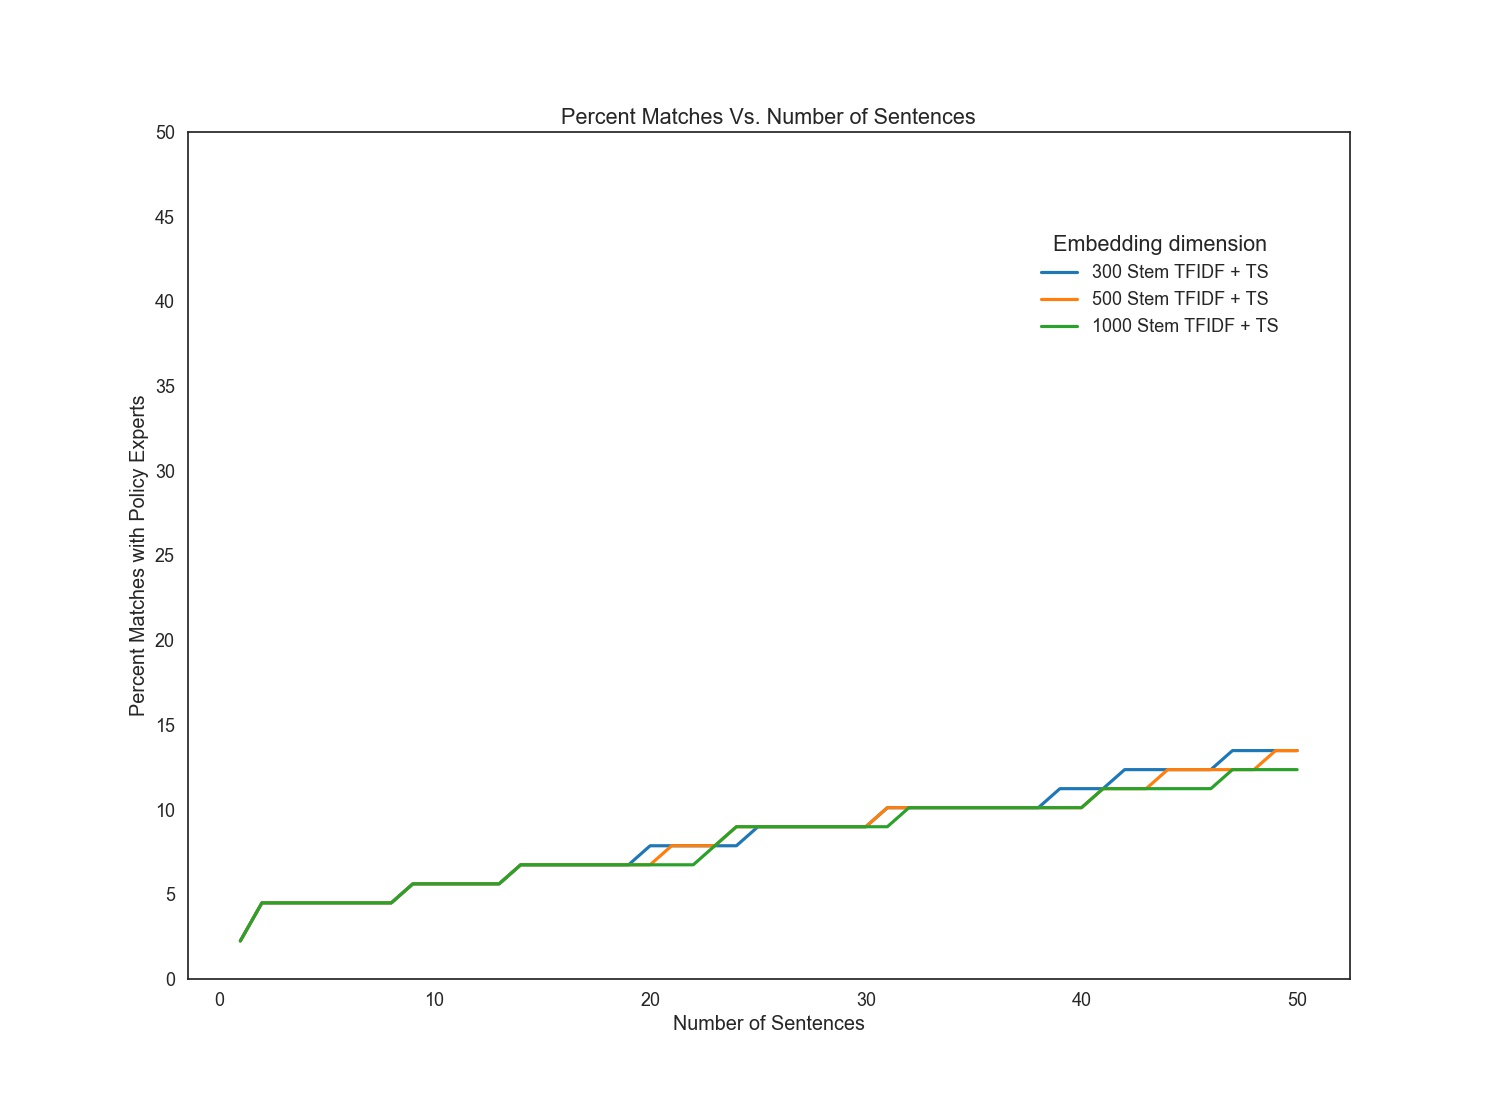 Percent Matches Vs. Number of Sentences
50
45
40
35
30
25
20
15
10
5
0
Percent Matches with Policy Experts
Embedding dimension
300 Stem TFIDF + TS
500 Stem TFIDF + TS
1000 Stem TFIDF + TS
0 10 20 30 40 50
Number of Sentences